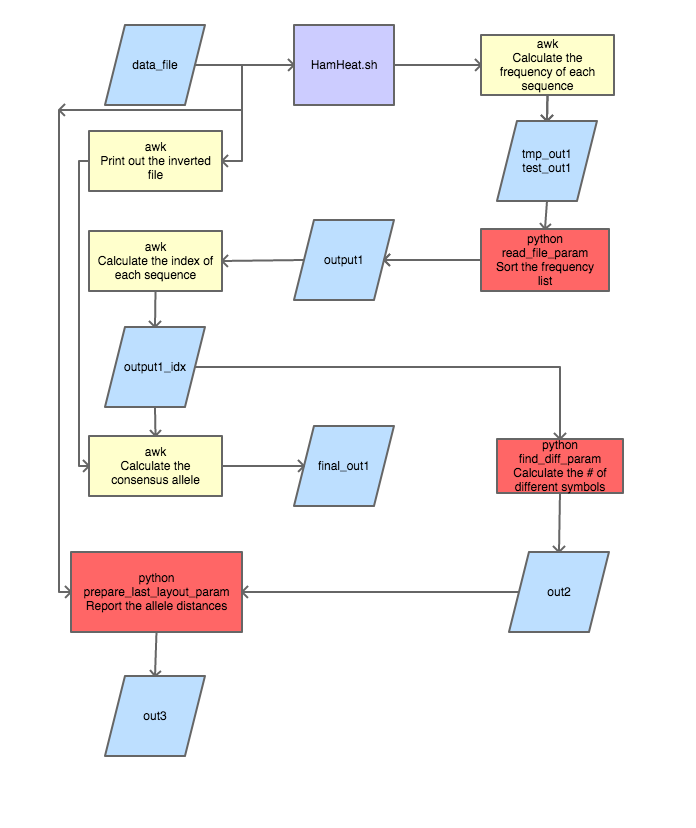 data_file
HamHeat.sh
awk
Calculate the
frequency of each
sequence
awk
Print out the inverted
file
tmp_out1
test_out1
awk
Calculate the index of
each sequence
output1
python
read_file_param
Sort the frequency
list
output1_idx
awk
Calculate the
consensus allele
final_out1
python
find_diff_param
Calculate the # of
different symbols
python
prepare_last_layout_param
Report the allele distances
out2
out3